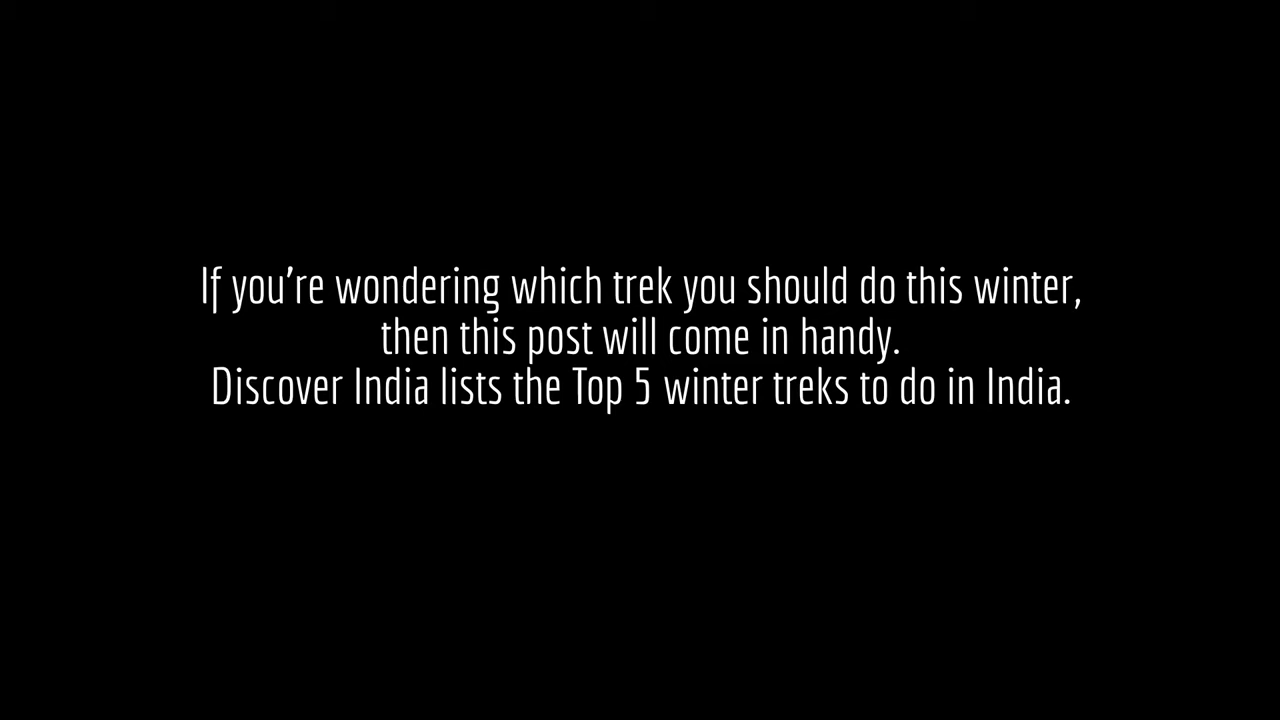 If you're wondering which trek you should do this winter,
then this post will come in handy.
Discover India lists the Top 5 winter treks to do in India.